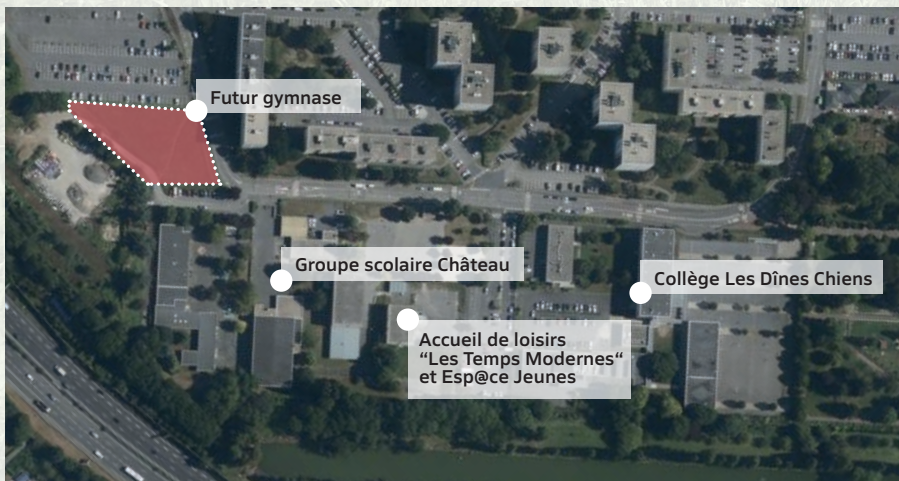 Futur gymnase
Groupe scolaire Château
Collège Les Dînes Chiens
Accueil de loisirs
“Les Temps Modernes“
et Esp@ce Jeunes